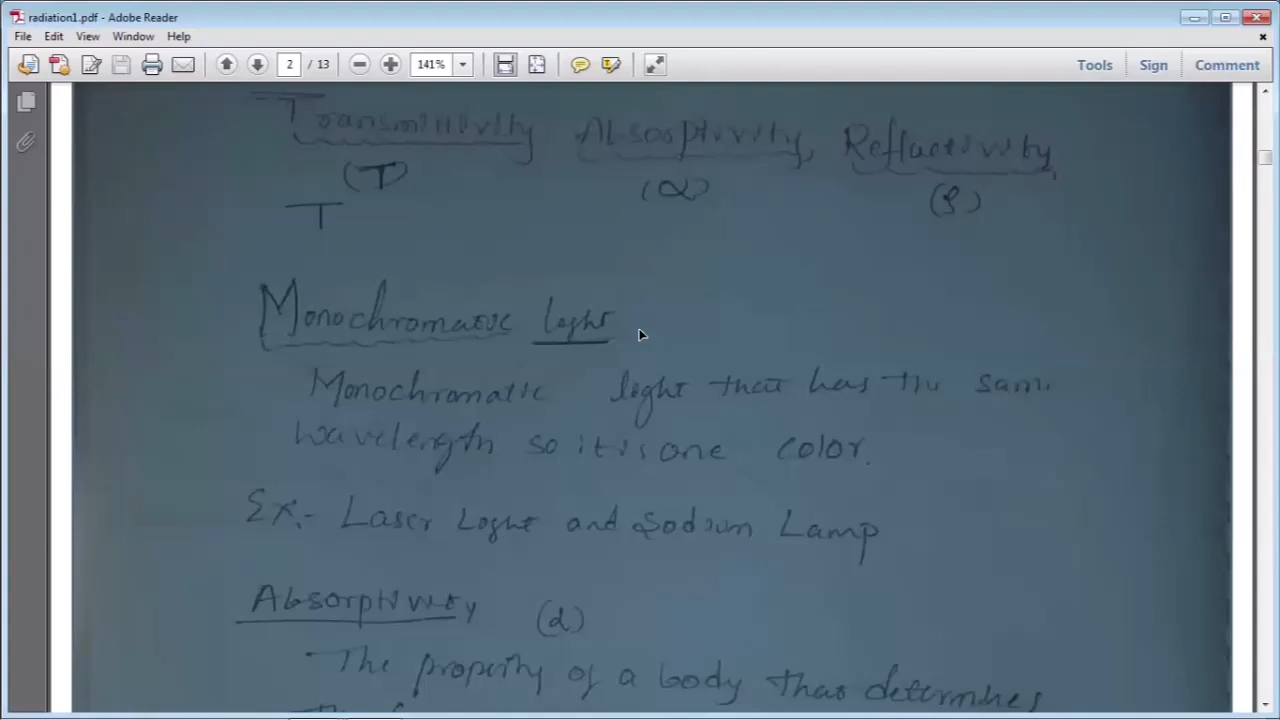 radiation1.pdf - Adobe Reader
File Edit View Window Help
2 / 13 141% Tools Sign Comment
Transmittivity, Absorptivity, Reflectivity,
(T) (α) (ρ)
T
Monochromatic light
Monochromatic light that has the same
wavelength so it is one color.
Ex:- Laser Light and Sodium Lamp
Absorptivity (α)
The property of a body that determines
the